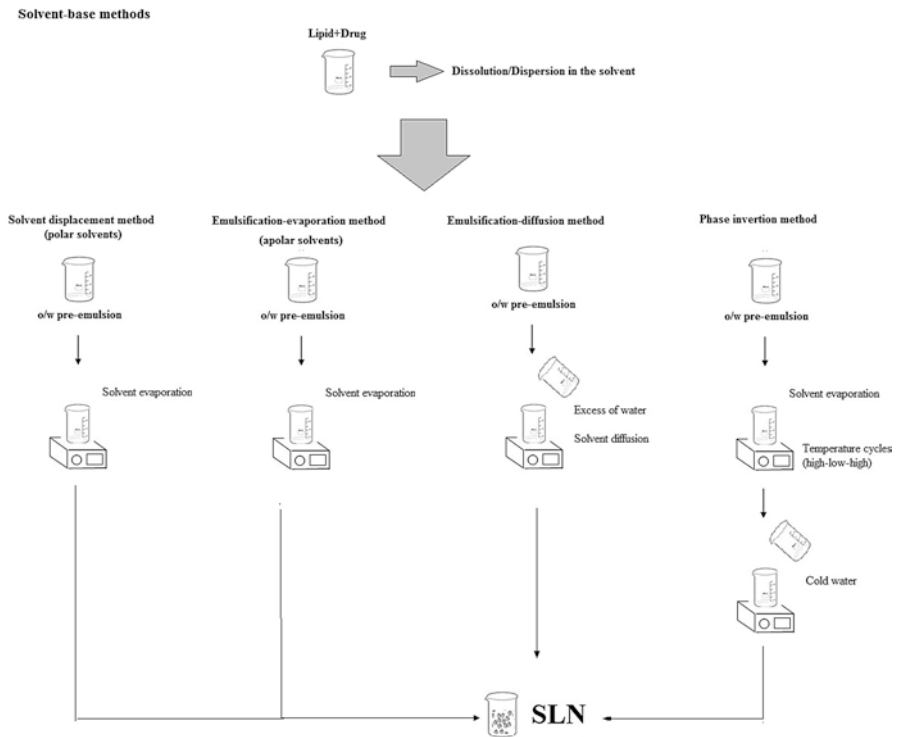 Solvent-base methods
Lipid+Drug
Dissolution/Dispersion in the solvent
Solvent displacement method
(polar solvents)
o/w pre-emulsion
Solvent evaporation
Emulsification-evaporation method
(apolar solvents)
o/w pre-emulsion
Solvent evaporation
Emulsification-diffusion method
o/w pre-emulsion
Excess of water
Solvent diffusion
Phase invertion method
o/w pre-emulsion
Solvent evaporation
Temperature cycles
(high-low-high)
Cold water
SLN